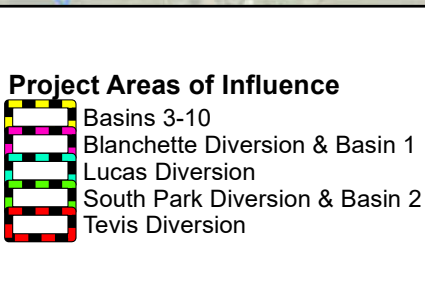 Project Areas of Influence
Basins 3-10
Blanchette Diversion & Basin 1
Lucas Diversion
South Park Diversion & Basin 2
Tevis Diversion